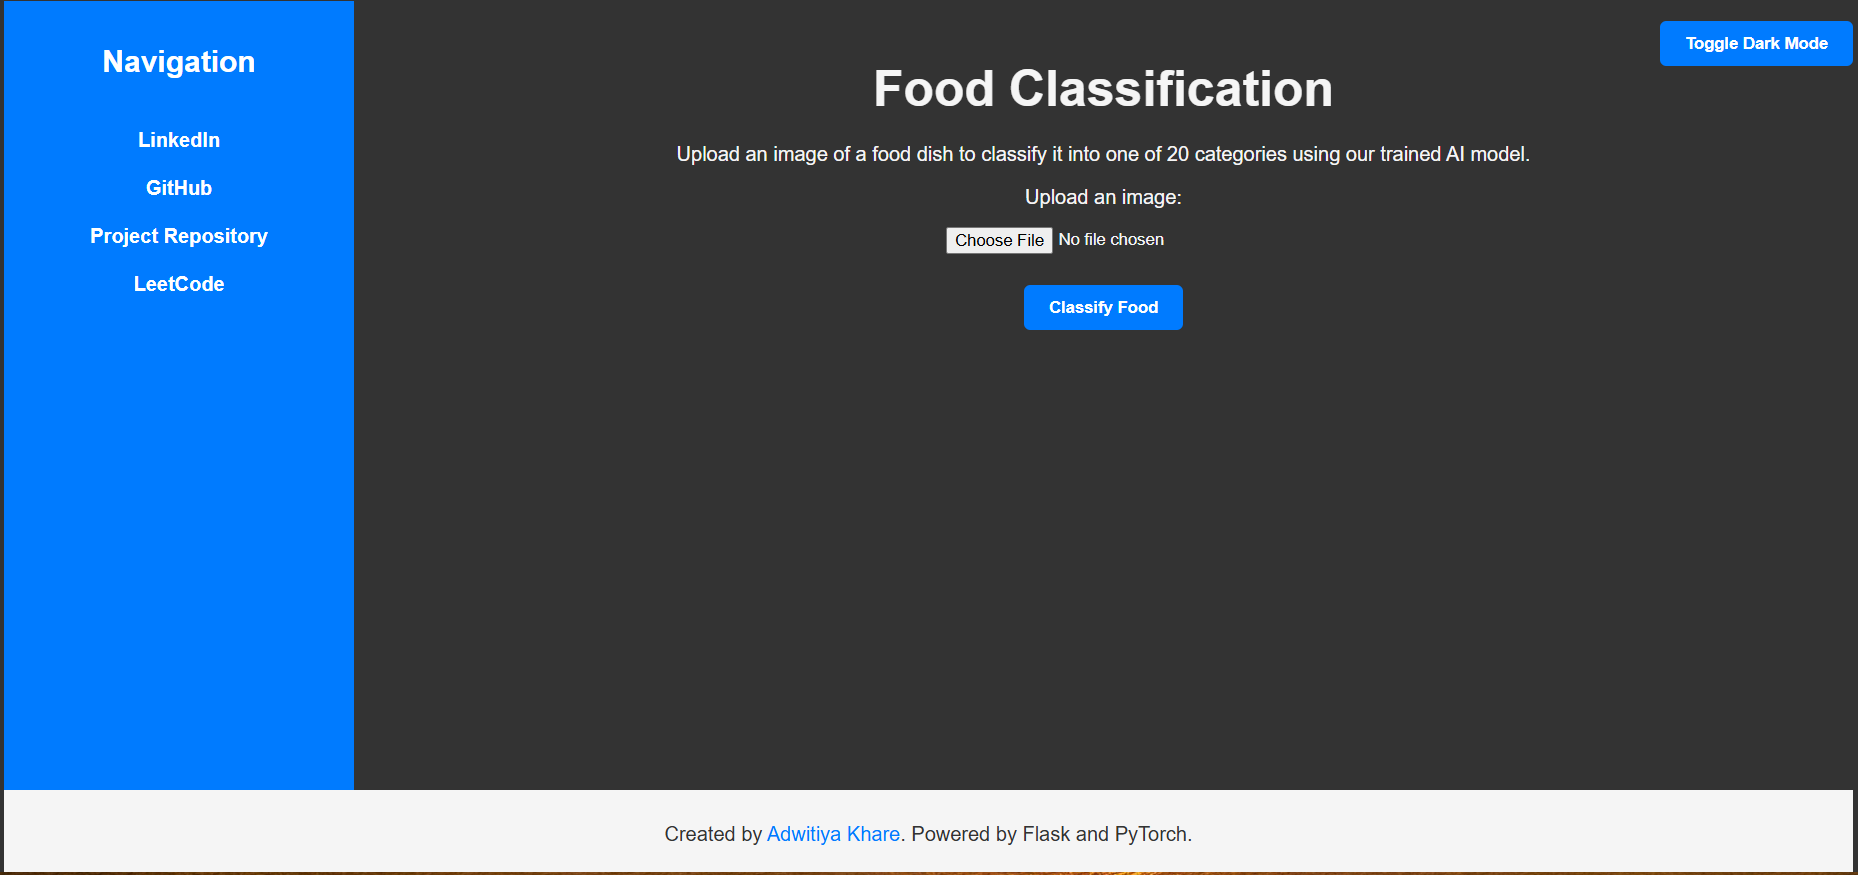 Navigation
LinkedIn
GitHub
Project Repository
LeetCode
Toggle Dark Mode
Food Classification
Upload an image of a food dish to classify it into one of 20 categories using our trained AI model.
Upload an image:
Choose File No file chosen
Classify Food
Created by Adwitiya Khare. Powered by Flask and PyTorch.